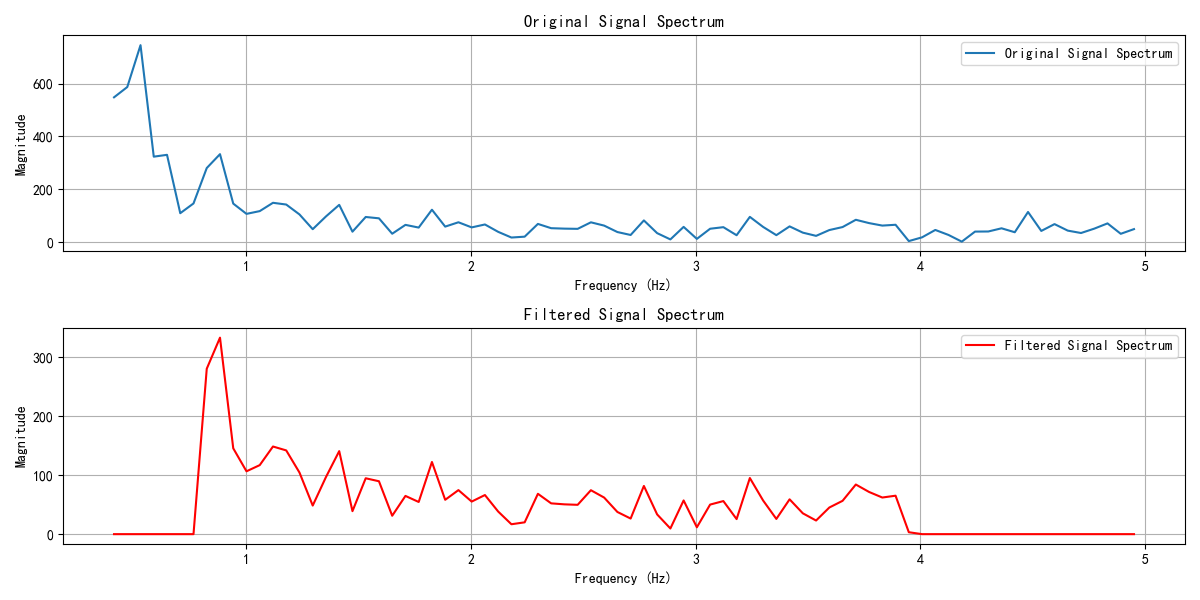 Original Signal Spectrum
Original Signal Spectrum
Magnitude
600
400
200
0
1 2 3 4 5
Frequency (Hz)
Filtered Signal Spectrum
Filtered Signal Spectrum
Magnitude
300
200
100
0
1 2 3 4 5
Frequency (Hz)